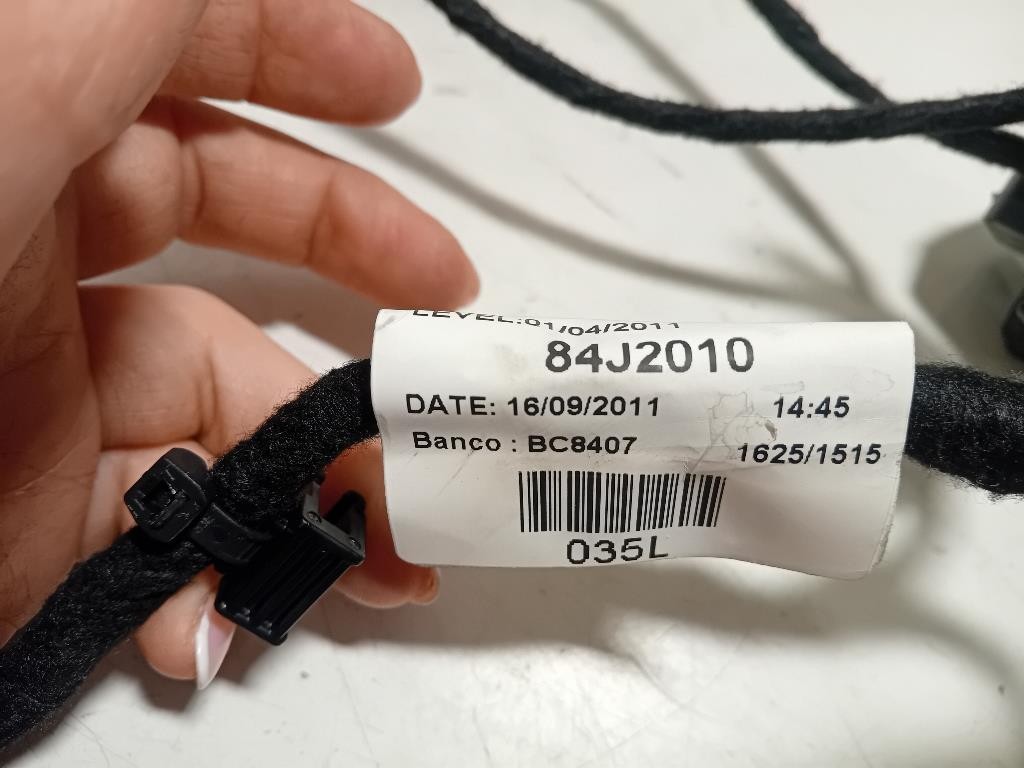 LEVEL:01/04/2011
84J2010
DATE: 16/09/2011 14:45
Banco : BC8407 1625/1515
035L